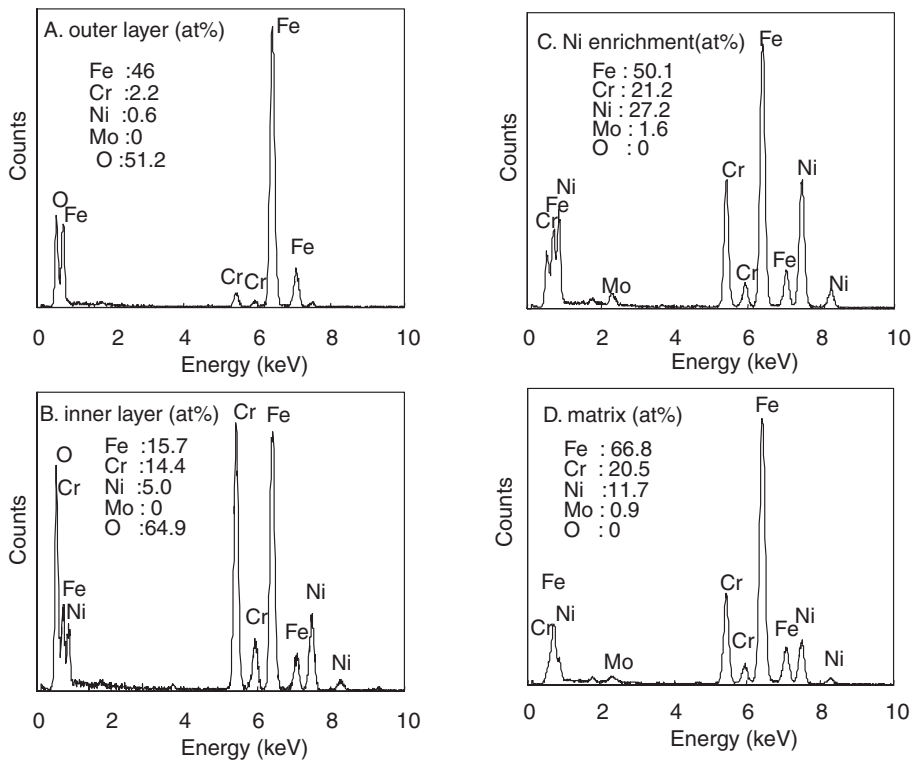 A. outer layer (at%)
Fe :46
Cr :2.2
Ni :0.6
Mo :0
O :51.2
Fe
O
Fe
Cr
Cr
Fe
Counts
0 2 4 6 8 10
Energy (keV)
C. Ni enrichment(at%)
Fe : 50.1
Cr : 21.2
Ni : 27.2
Mo : 1.6
O : 0
Fe
Ni
Fe
Cr
Mo
Cr
Cr
Fe
Ni
Ni
Counts
0 2 4 6 8 10
Energy (keV)
B. inner layer (at%)
Fe :15.7
Cr :14.4
Ni :5.0
Mo :0
O :64.9
Cr
Fe
O
Cr
Fe
Ni
Cr
Fe
Ni
Ni
Counts
0 2 4 6 8 10
Energy (keV)
D. matrix (at%)
Fe : 66.8
Cr : 20.5
Ni : 11.7
Mo : 0.9
O : 0
Fe
Fe
Cr
Ni
Mo
Cr
Cr
Fe
Ni
Ni
Counts
0 2 4 6 8 10
Energy (keV)